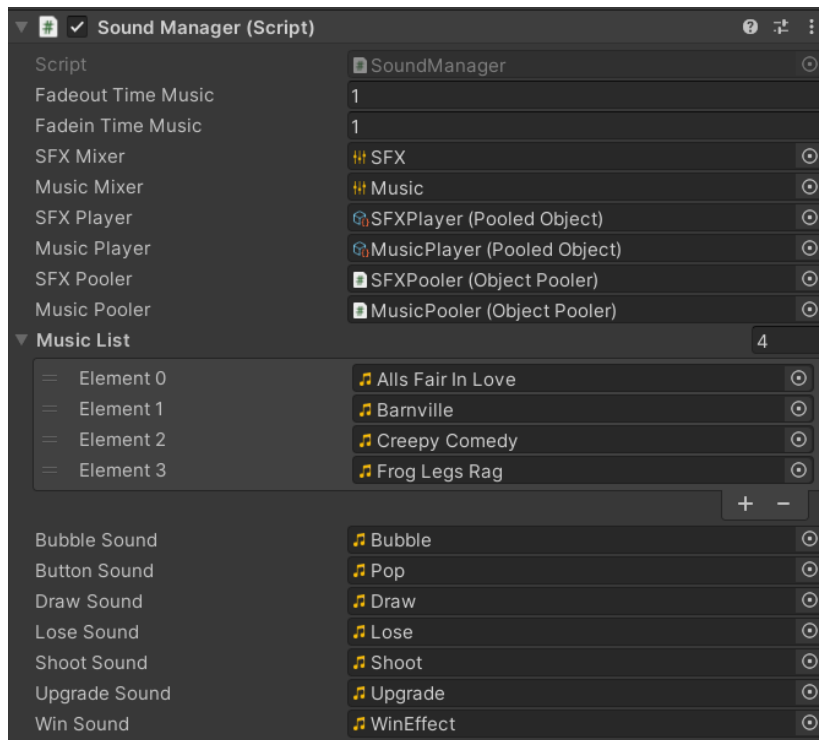 Sound Manager (Script)
Script SoundManager
Fadeout Time Music 1
Fadein Time Music 1
SFX Mixer SFX
Music Mixer Music
SFX Player SFXPlayer (Pooled Object)
Music Player MusicPlayer (Pooled Object)
SFX Pooler SFXPooler (Object Pooler)
Music Pooler MusicPooler (Object Pooler)
Music List 4
Element 0 Alls Fair In Love
Element 1 Barnville
Element 2 Creepy Comedy
Element 3 Frog Legs Rag
+ −
Bubble Sound Bubble
Button Sound Pop
Draw Sound Draw
Lose Sound Lose
Shoot Sound Shoot
Upgrade Sound Upgrade
Win Sound WinEffect